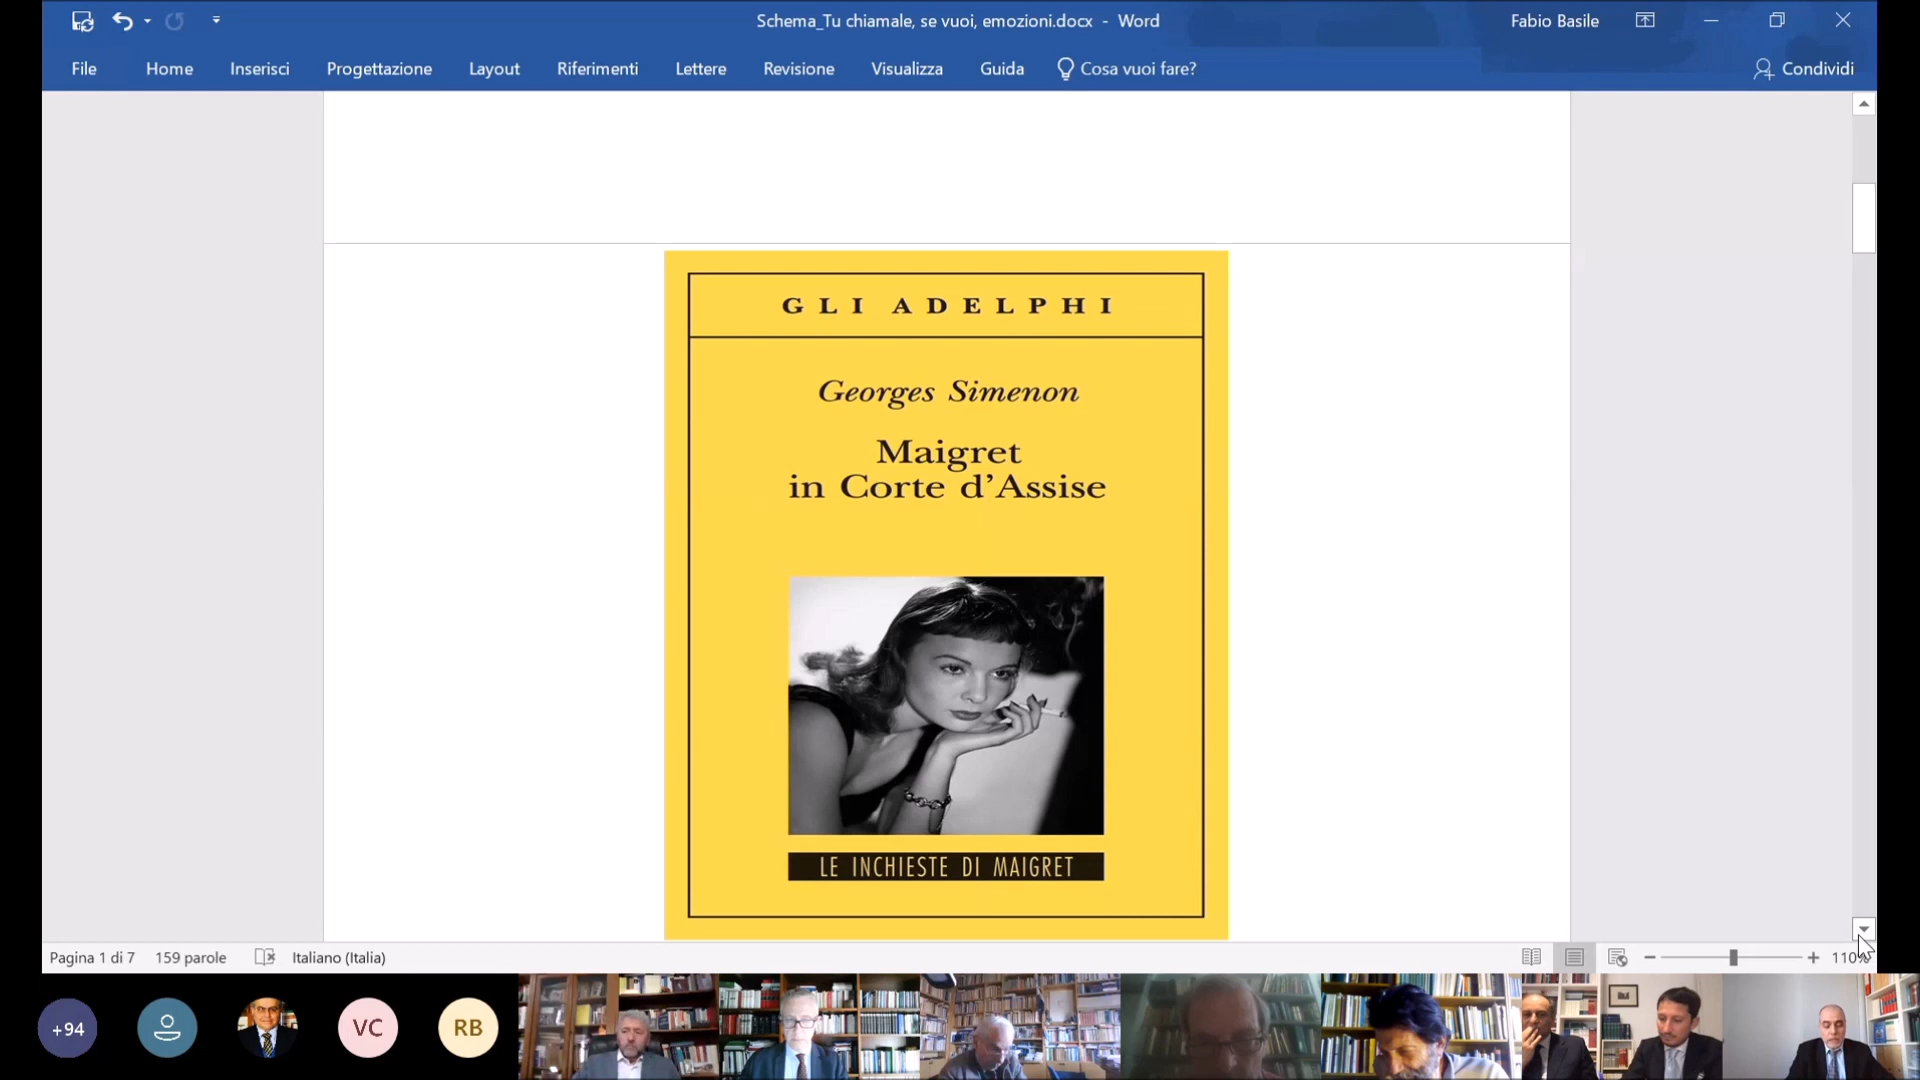 Schema_Tu chiamale, se vuoi, emozioni.docx - Word
Fabio Basile
File Home Inserisci Progettazione Layout Riferimenti Lettere Revisione Visualizza Guida Cosa vuoi fare? Condividi
GLI ADELPHI
Georges Simenon
Maigret
in Corte d'Assise
LE INCHIESTE DI MAIGRET
Pagina 1 di 7 159 parole Italiano (Italia) 110%
+94 VC RB